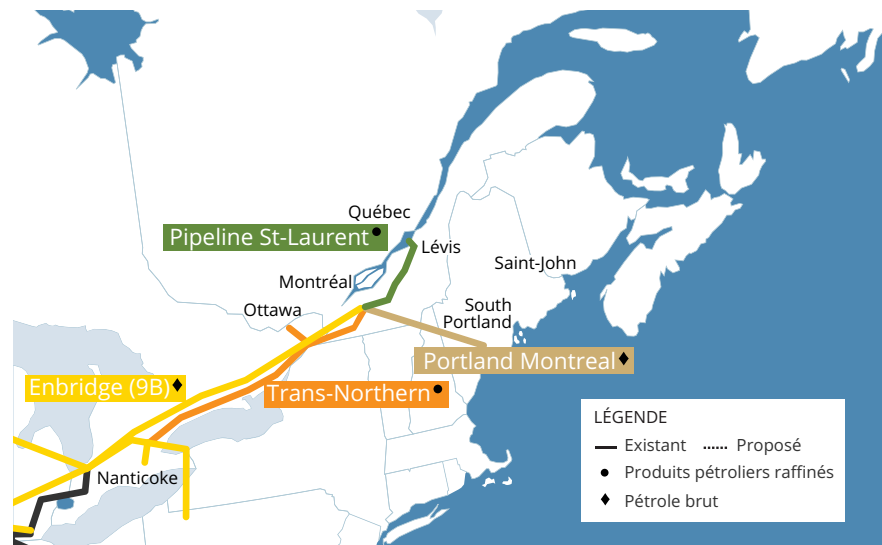 Québec
Pipeline St-Laurent
Lévis
Saint-John
Montréal
Ottawa
South
Portland
Portland Montreal
Enbridge (9B)
Trans-Northern
Nanticoke
LÉGENDE
Existant Proposé
Produits pétroliers raffinés
Pétrole brut